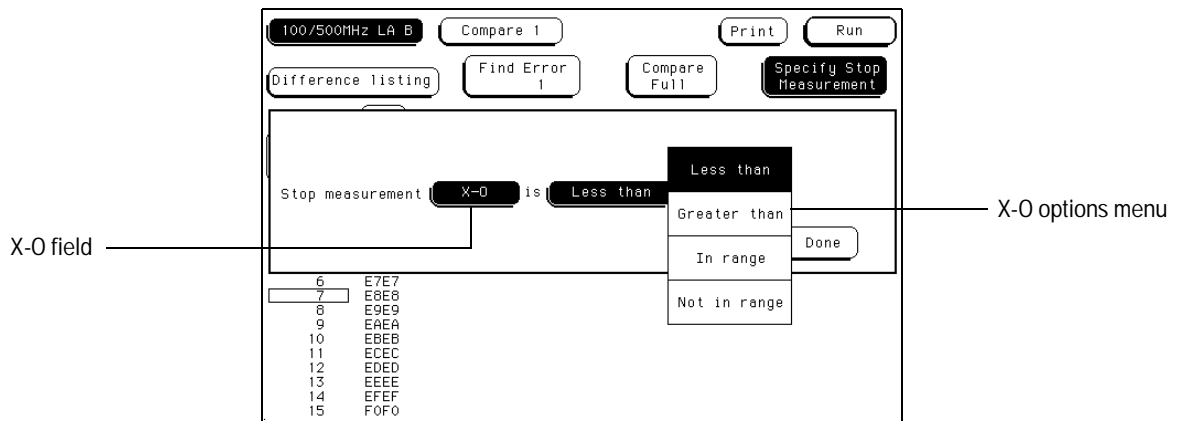 100/500MHz LA B
Compare 1
Print
Run
Difference listing
Find Error
1
Compare
Full
Specify Stop
Measurement
Stop measurement X-O is Less than
Less than
Greater than
In range
Not in range
Done
X-O field
X-O options menu
6 E7E7
7 E8E8
8 E9E9
9 EAEA
10 EBEB
11 ECEC
12 EDED
13 EEEE
14 EFEF
15 F0F0